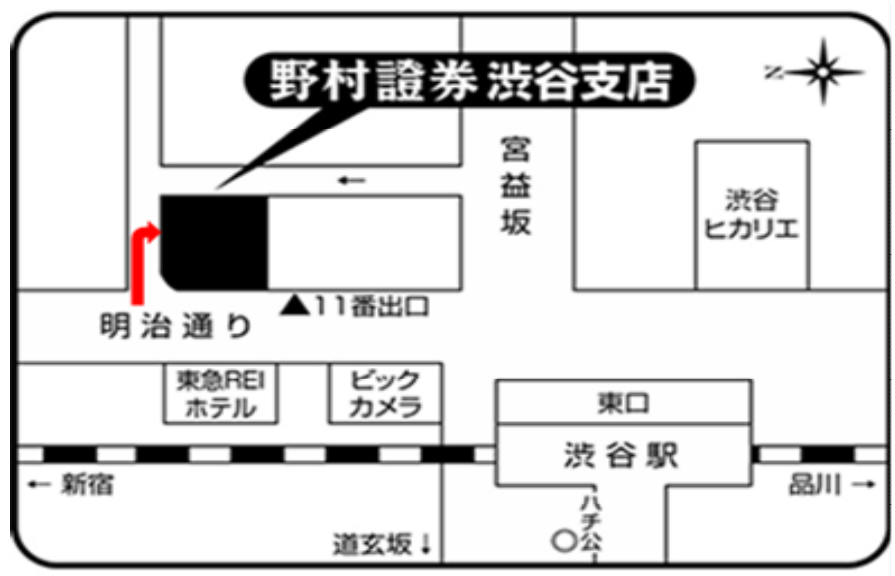 野村證券 渋谷支店
N
宮益坂
←
渋谷
ヒカリエ
▲11番出口
明治通り
東急REI
ホテル
ビック
カメラ
東口
渋谷駅
← 新宿
品川 →
ハチ公
道玄坂↓